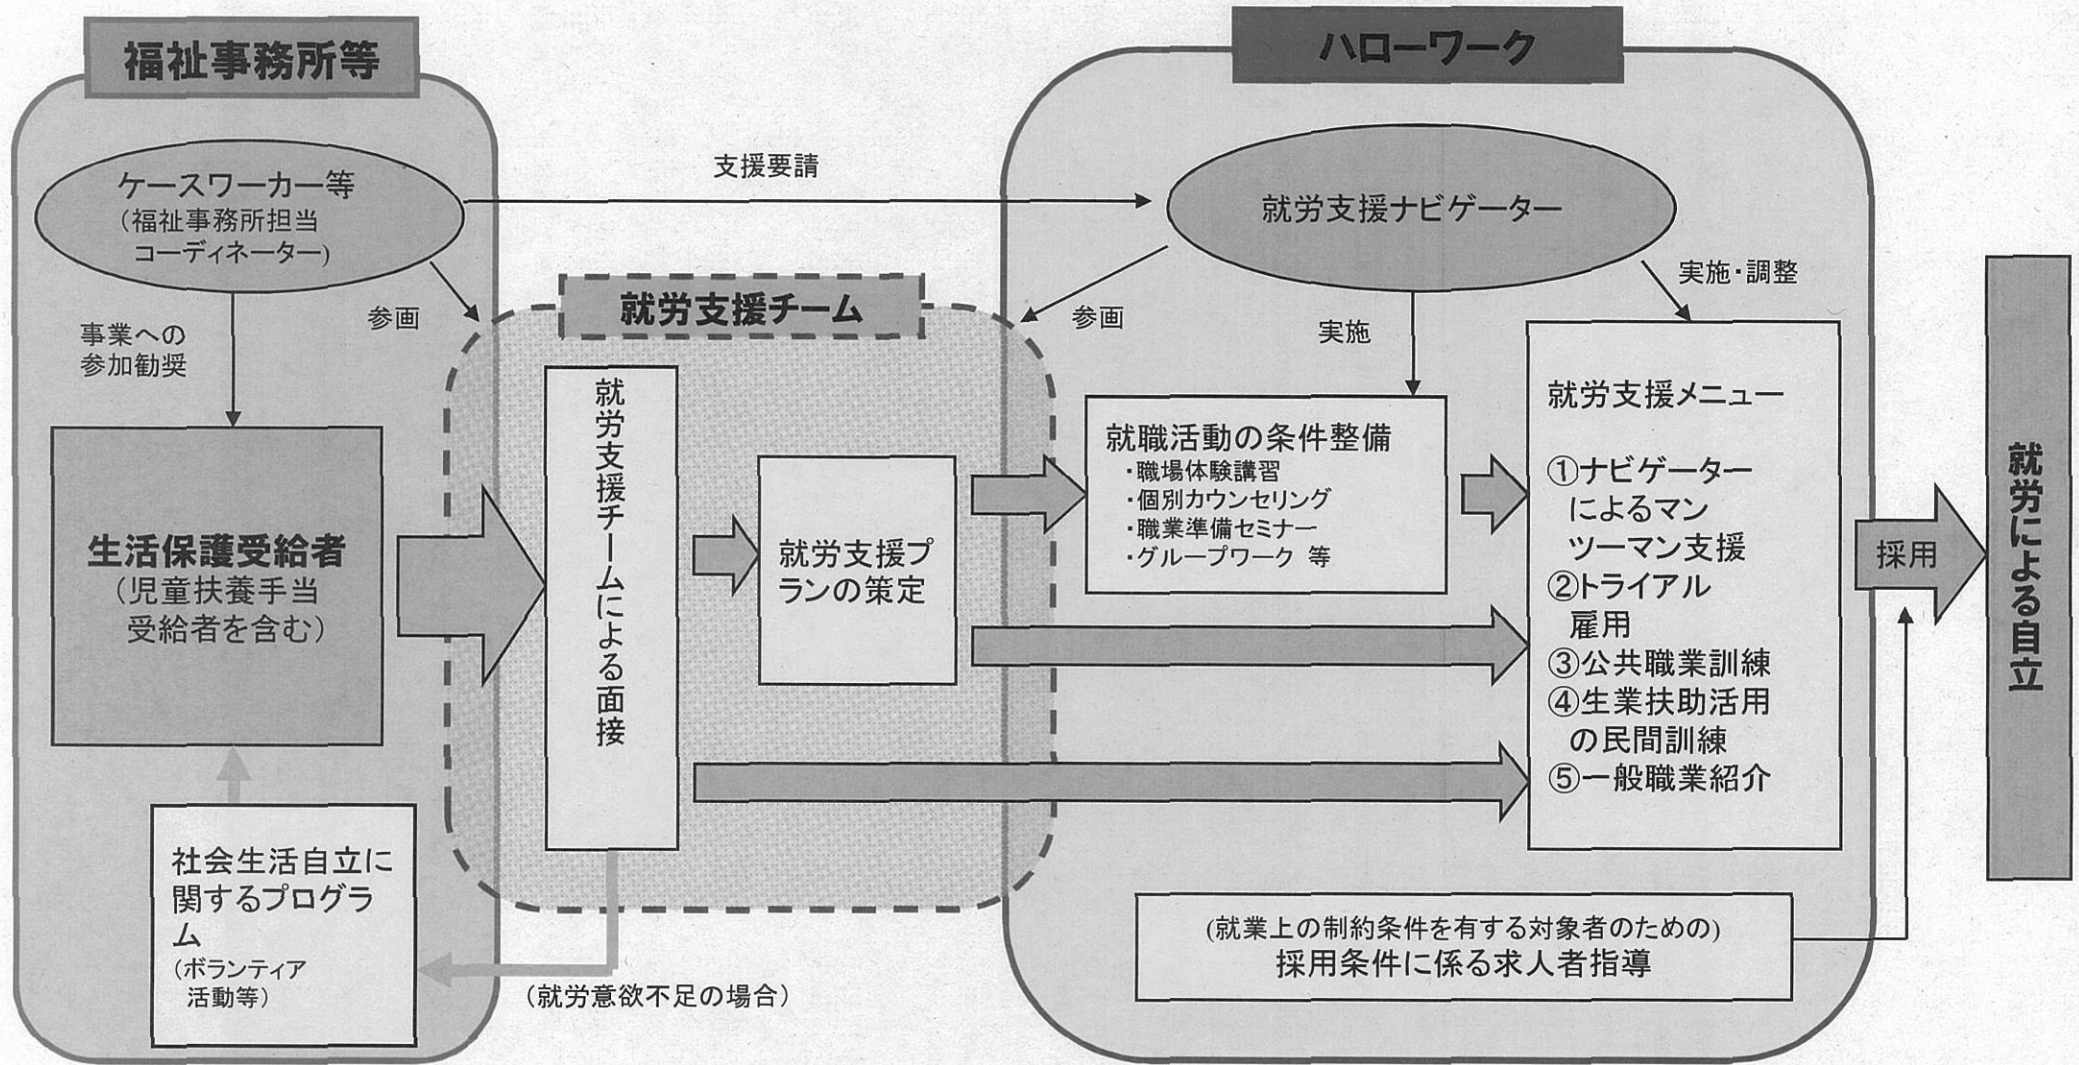 福祉事務所等
ハローワーク
ケースワーカー等
(福祉事務所担当
コーディネーター)
支援要請
就労支援ナビゲーター
事業への
参加勧奨
参画
就労支援チーム
参画
実施
実施・調整
生活保護受給者
(児童扶養手当
受給者を含む)
就労支援チームによる面接
就労支援プ
ランの策定
就職活動の条件整備
・職場体験講習
・個別カウンセリング
・職業準備セミナー
・グループワーク 等
就労支援メニュー
①ナビゲーター
によるマン
ツーマン支援
②トライアル
雇用
③公共職業訓練
④生業扶助活用
の民間訓練
⑤一般職業紹介
採用
就労による自立
社会生活自立に
関するプログラ
ム
(ボランティア
活動等)
(就労意欲不足の場合)
(就業上の制約条件を有する対象者のための)
採用条件に係る求人者指導